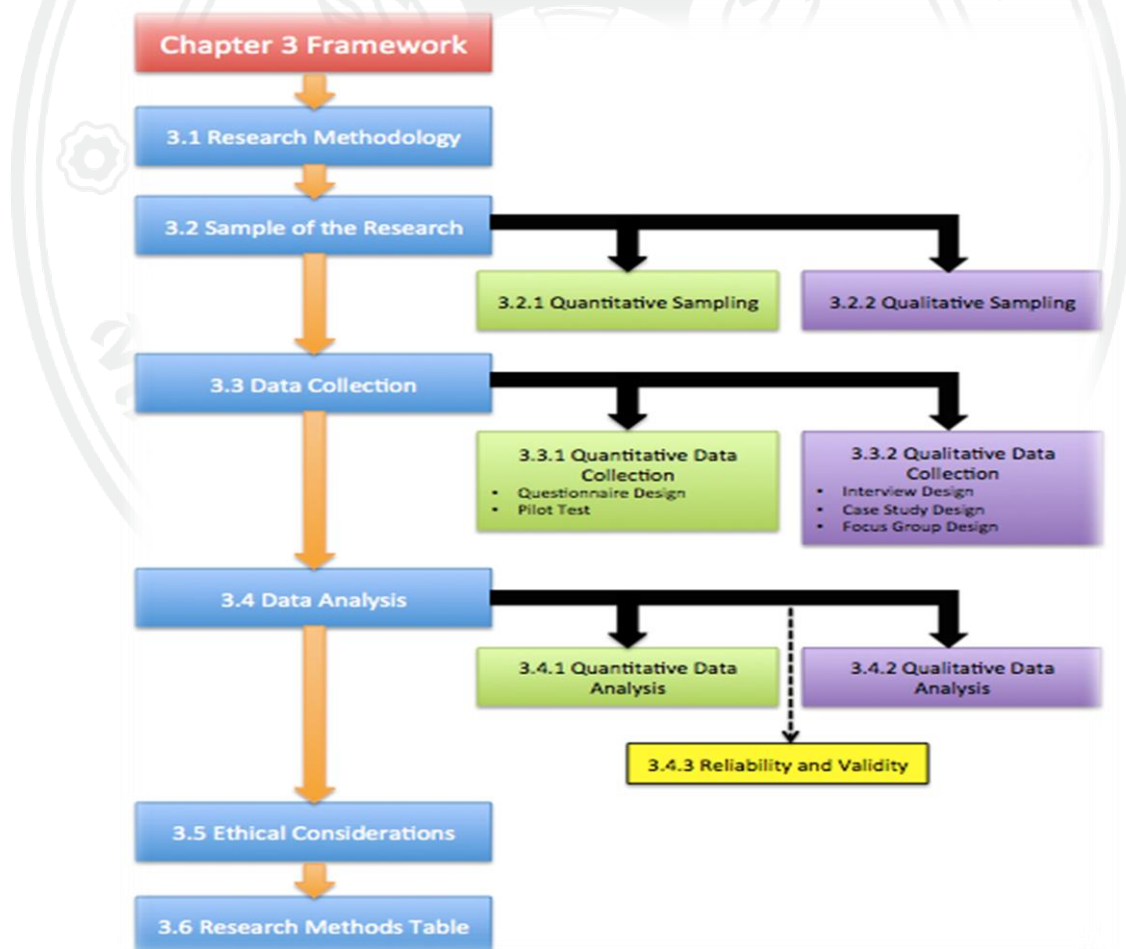 Chapter 3 Framework
3.1 Research Methodology
3.2 Sample of the Research
3.2.1 Quantitative Sampling
3.2.2 Qualitative Sampling
3.3 Data Collection
3.3.1 Quantitative Data
Collection
• Questionnaire Design
• Pilot Test
3.3.2 Qualitative Data
Collection
• Interview Design
• Case Study Design
• Focus Group Design
3.4 Data Analysis
3.4.1 Quantitative Data
Analysis
3.4.2 Qualitative Data
Analysis
3.4.3 Reliability and Validity
3.5 Ethical Considerations
3.6 Research Methods Table